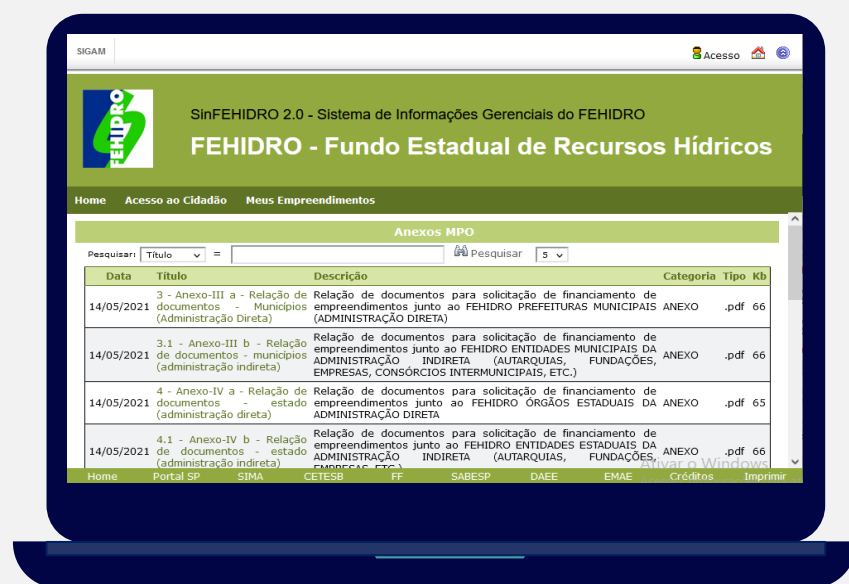 SIGAM
Acesso
FEHIDRO
SinFEHIDRO 2.0 - Sistema de Informações Gerenciais do FEHIDRO
FEHIDRO - Fundo Estadual de Recursos Hídricos
Home Acesso ao Cidadão Meus Empreendimentos
Anexos MPO
Pesquisar: Título = Pesquisar 5
Data Título Descrição Categoria Tipo Kb
3 - Anexo-III a - Relação de
documentos - Municípios
(Administração Direta)
Relação de documentos para solicitação de financiamento de
empreendimentos junto ao FEHIDRO PREFEITURAS MUNICIPAIS
(ADMINISTRAÇÃO DIRETA)
14/05/2021 ANEXO .pdf 66
3.1 - Anexo-III b - Relação
de documentos - municípios
(administração indireta)
Relação de documentos para solicitação de financiamento de
empreendimentos junto ao FEHIDRO ENTIDADES MUNICIPAIS DA
ADMINISTRAÇÃO INDIRETA (AUTARQUIAS, FUNDAÇÕES,
EMPRESAS, CONSÓRCIOS INTERMUNICIPAIS, ETC.)
14/05/2021 ANEXO .pdf 66
4 - Anexo-IV a - Relação de
documentos - estado
(administração direta)
Relação de documentos para solicitação de financiamento de
empreendimentos junto ao FEHIDRO ÓRGÃOS ESTADUAIS DA
ADMINISTRAÇÃO DIRETA
14/05/2021 ANEXO .pdf 65
4.1 - Anexo-IV b - Relação
de documentos - estado
(administração indireta)
Relação de documentos para solicitação de financiamento de
empreendimentos junto ao FEHIDRO ENTIDADES ESTADUAIS DA
ADMINISTRAÇÃO INDIRETA (AUTARQUIAS, FUNDAÇÕES,
EMPRESAS, ETC.)
14/05/2021 ANEXO .pdf 66
Ativar o Windows
Home Portal SP SIMA CETESB FF SABESP DAEE EMAE Créditos Imprimir